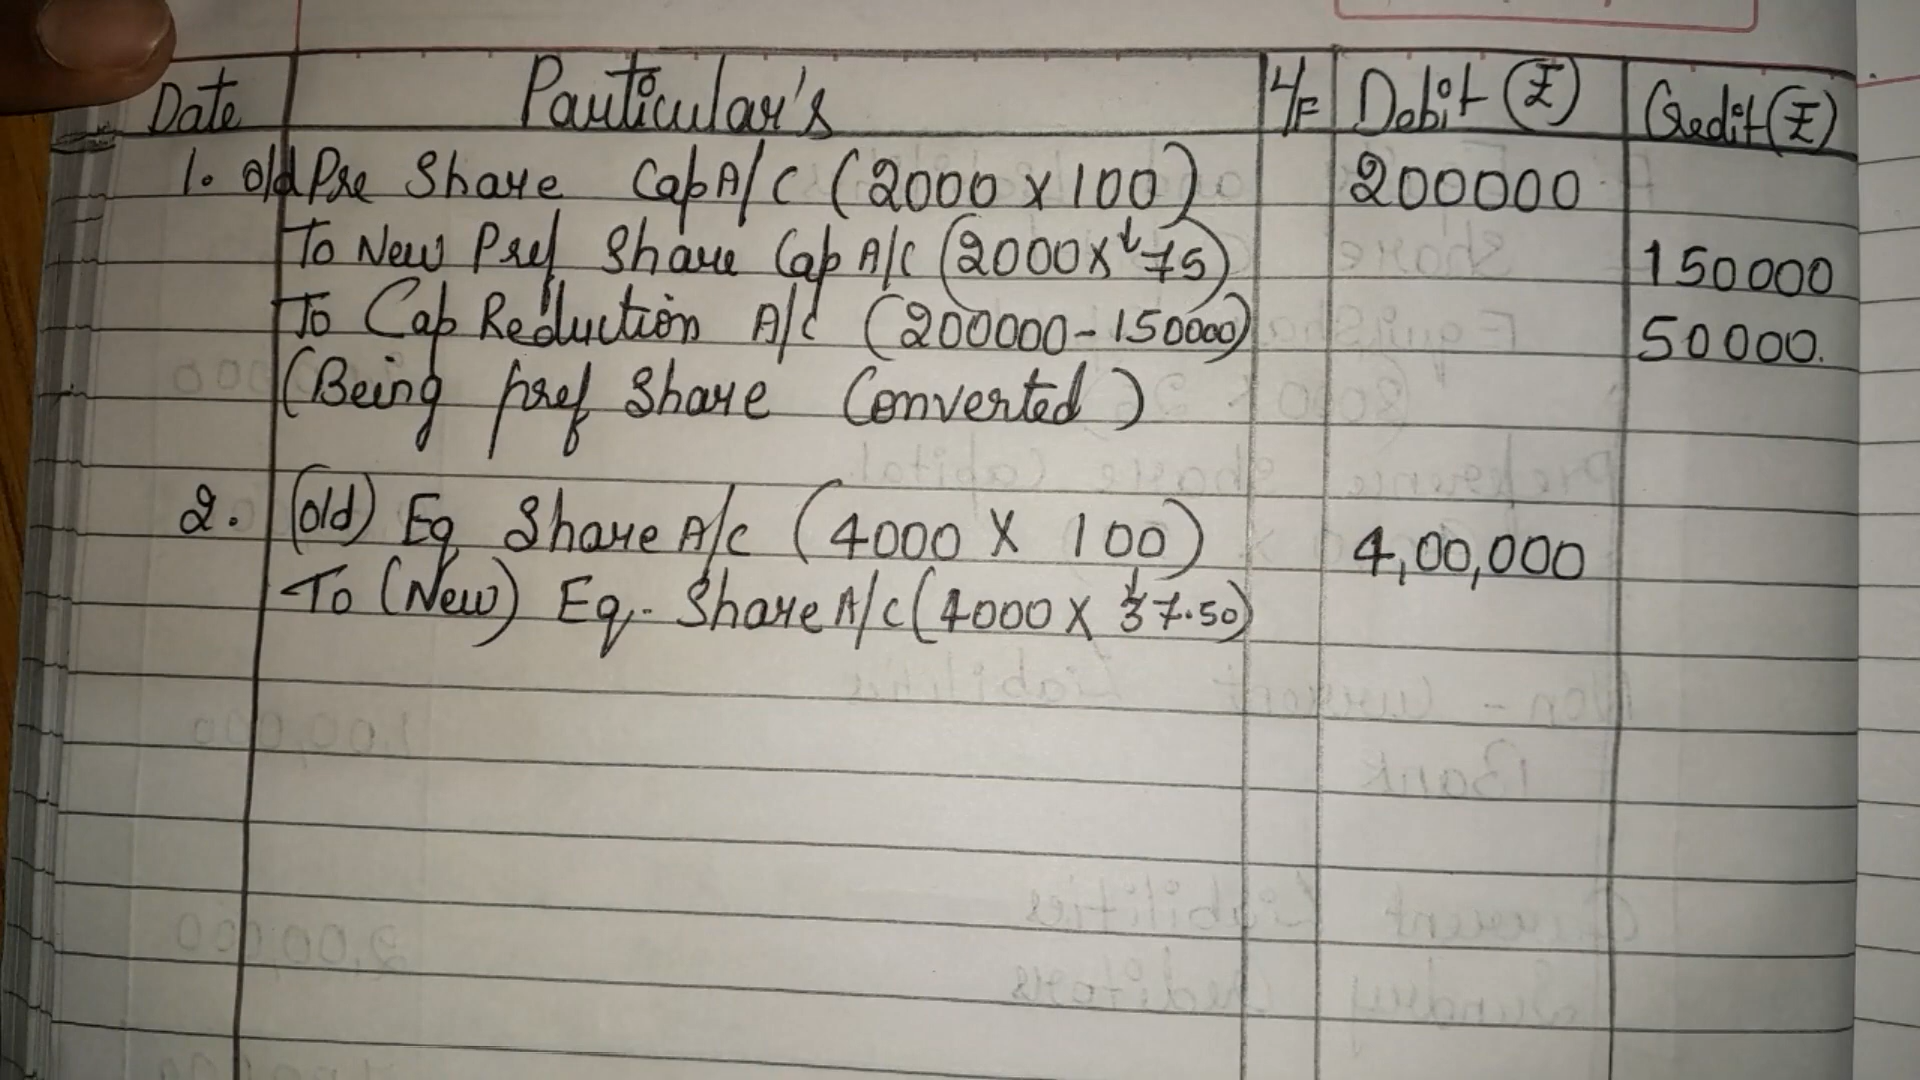 Date Particular's L/F Debit (₹) Credit (₹)
1. old Pre Share Cap A/C (2000 x 100) 200000
To New Pref Share Cap A/C (2000 x 75) 150000
To Cap Reduction A/c (200000-150000) 50000.
(Being pref Share Converted)
2. (old) Eq Share A/c (4000 X 100) 4,00,000
To (New) Eq. Share A/c (4000 X 37.50)